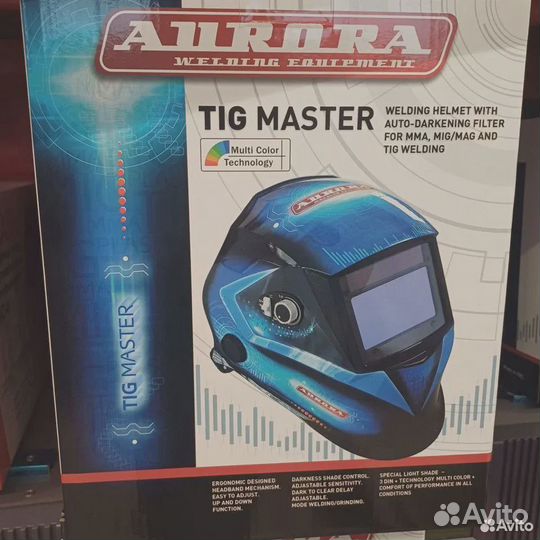 AURORA
WELDING EQUIPMENT
TIG MASTER
WELDING HELMET WITH
AUTO-DARKENING FILTER
FOR MMA, MIG/MAG AND
TIG WELDING
Multi Color
Technology
AURORA
TIG MASTER
AURORA
ERGONOMIC DESIGNED
HEADBAND MECHANISM.
EASY TO ADJUST.
UP AND DOWN
FUNCTION.
DARKNESS SHADE CONTROL.
ADJUSTABLE SENSITIVITY.
DARK TO CLEAR DELAY
ADJUSTABLE.
MODE WELDING/GRINDING.
SPECIAL LIGHT SHADE –
3 DIN + TECHNOLOGY MULTI COLOR =
COMFORT OF PERFORMANCE IN ALL
CONDITIONS
Avito
Avito